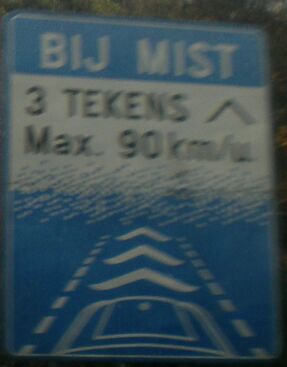 BIJ MIST
3 TEKENS ^
Max. 90 km/u.